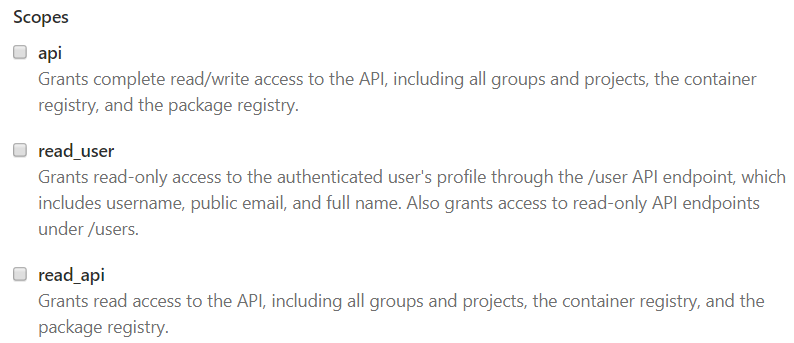 Scopes
api
Grants complete read/write access to the API, including all groups and projects, the container
registry, and the package registry.
read_user
Grants read-only access to the authenticated user's profile through the /user API endpoint, which
includes username, public email, and full name. Also grants access to read-only API endpoints
under /users.
read_api
Grants read access to the API, including all groups and projects, the container registry, and the
package registry.